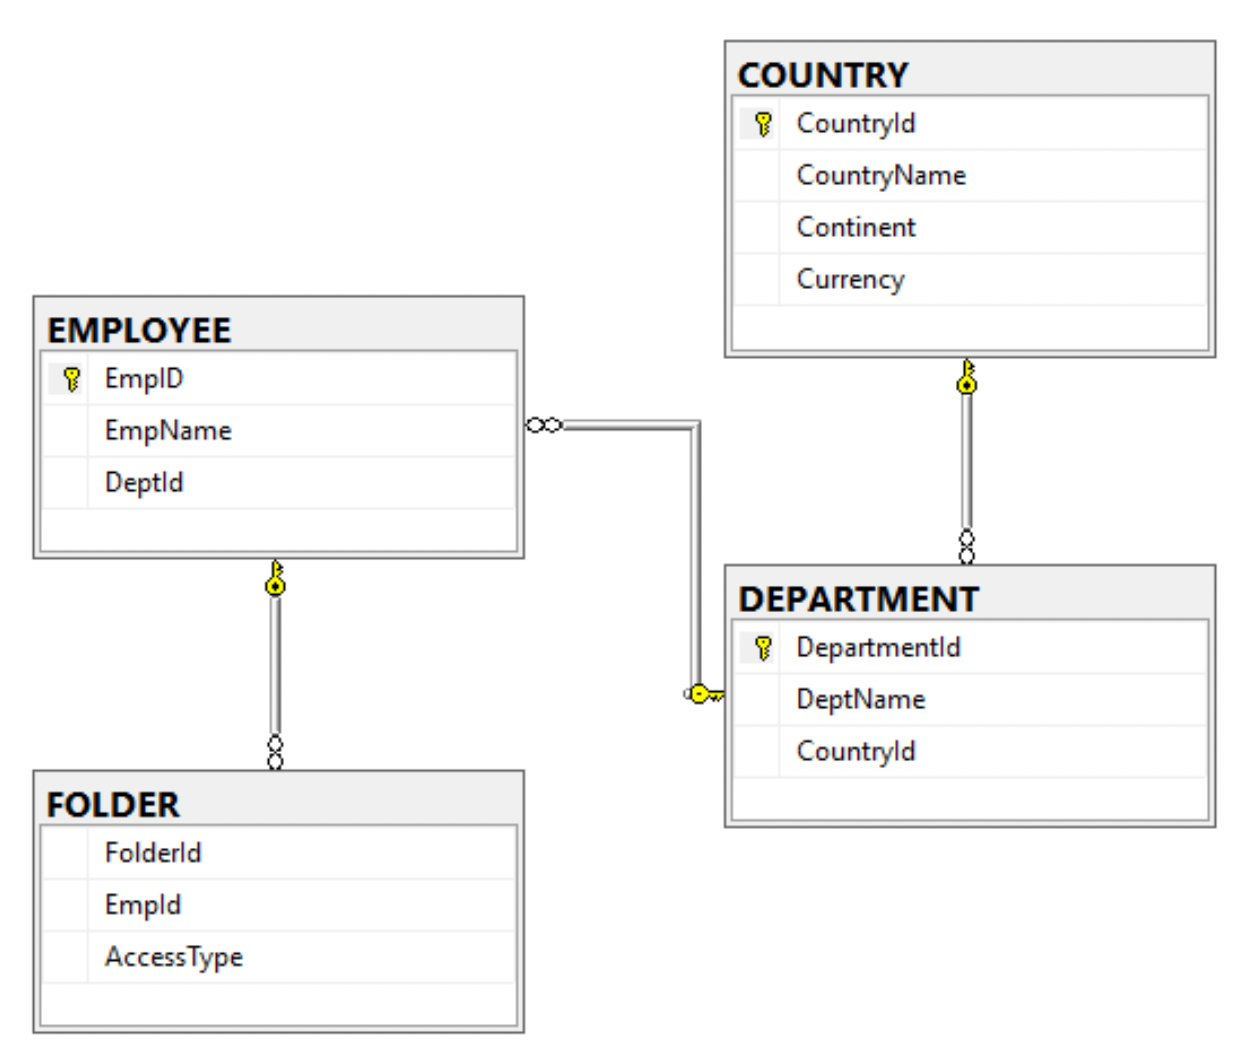 COUNTRY
CountryId
CountryName
Continent
Currency
EMPLOYEE
EmpID
EmpName
DeptId
DEPARTMENT
DepartmentId
DeptName
CountryId
FOLDER
FolderId
EmpId
AccessType